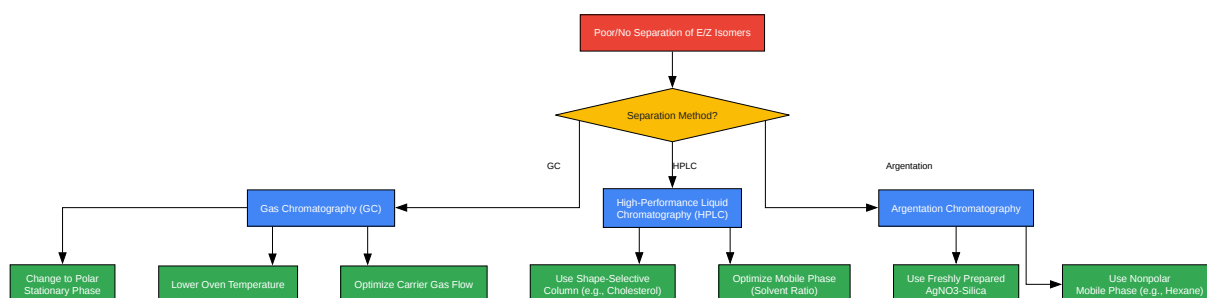 Poor/No Separation of E/Z Isomers
Separation Method?
GC
HPLC
Argentation
Gas Chromatography (GC)
High-Performance Liquid
Chromatography (HPLC)
Argentation Chromatography
Change to Polar
Stationary Phase
Lower Oven Temperature
Optimize Carrier Gas Flow
Use Shape-Selective
Column (e.g., Cholesterol)
Optimize Mobile Phase
(Solvent Ratio)
Use Freshly Prepared
AgNO3-Silica
Use Nonpolar
Mobile Phase (e.g., Hexane)